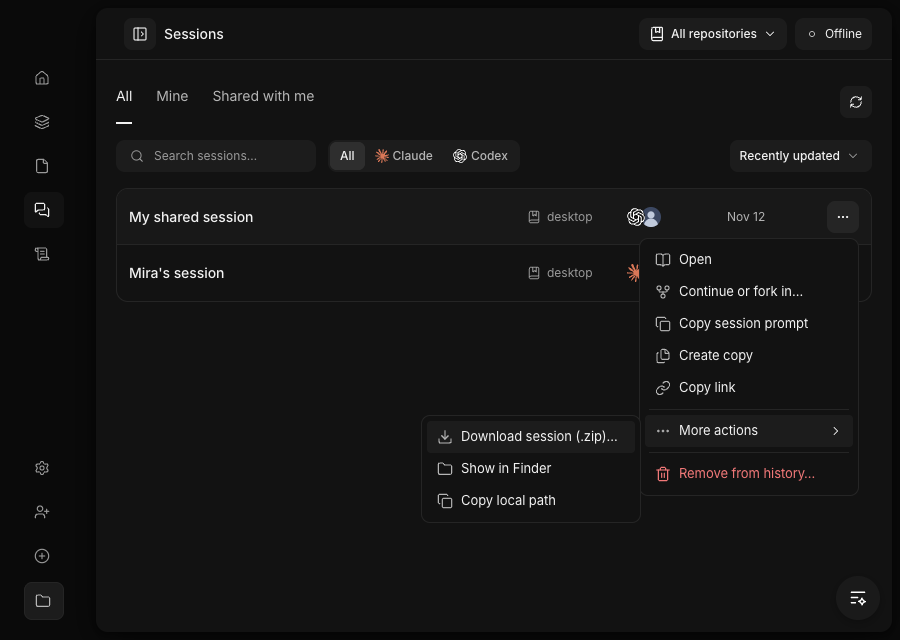 Sessions
All repositories
Offline
All
Mine
Shared with me
Search sessions...
All
Claude
Codex
Recently updated
My shared session
desktop
Nov 12
Mira's session
desktop
Open
Continue or fork in...
Copy session prompt
Create copy
Copy link
More actions
Remove from history...
Download session (.zip)...
Show in Finder
Copy local path